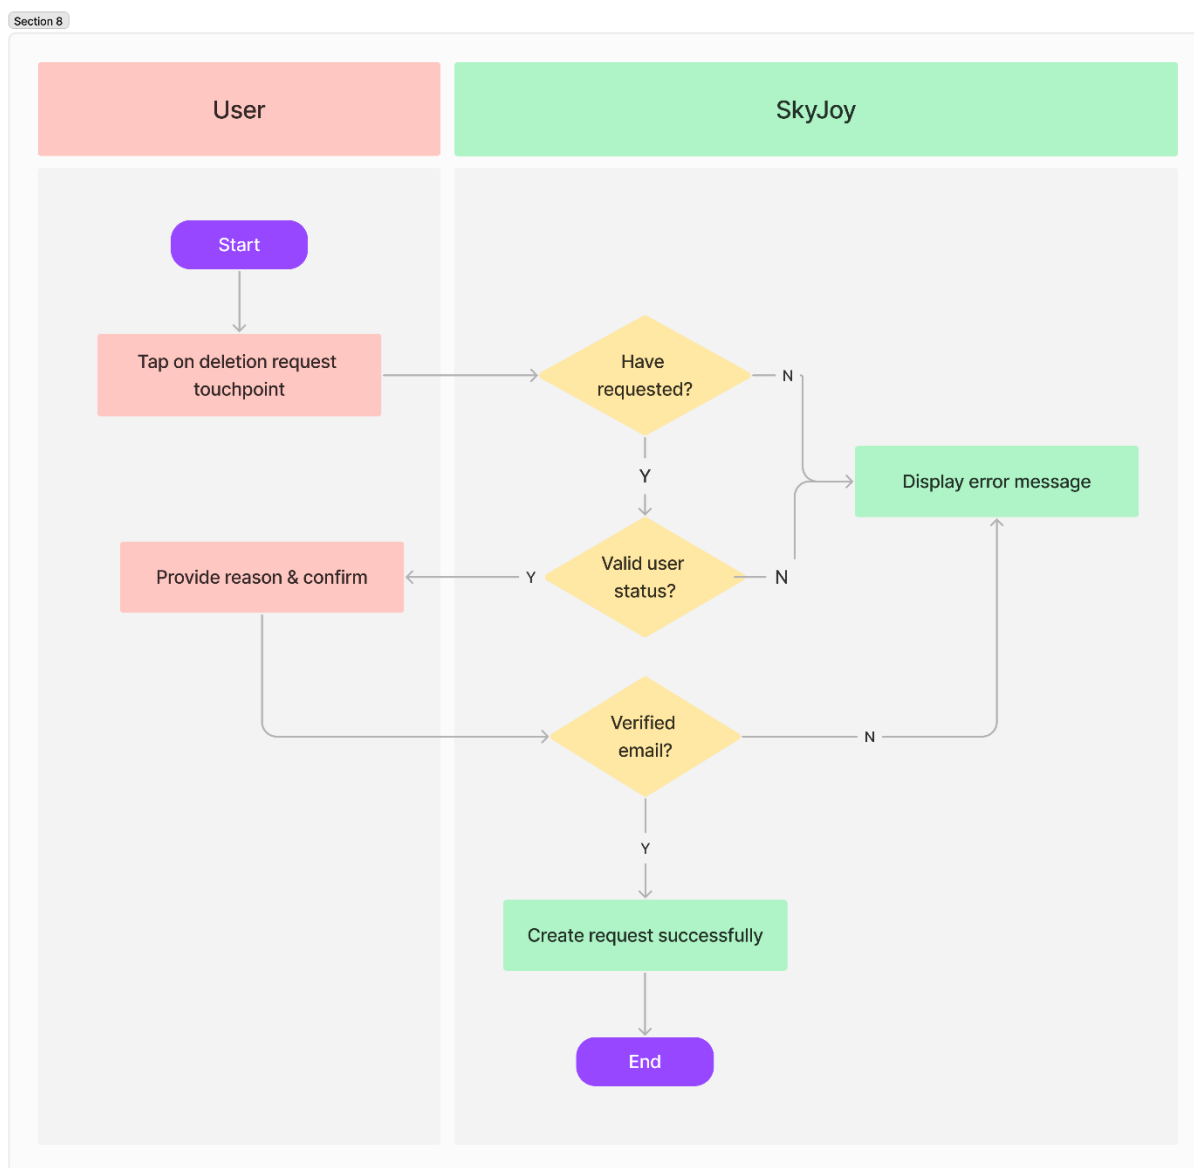 Section 8
User
SkyJoy
Start
Tap on deletion request
touchpoint
Have
requested?
N
Y
Display error message
Provide reason & confirm
Y
Valid user
status?
N
Verified
email?
N
Y
Create request successfully
End